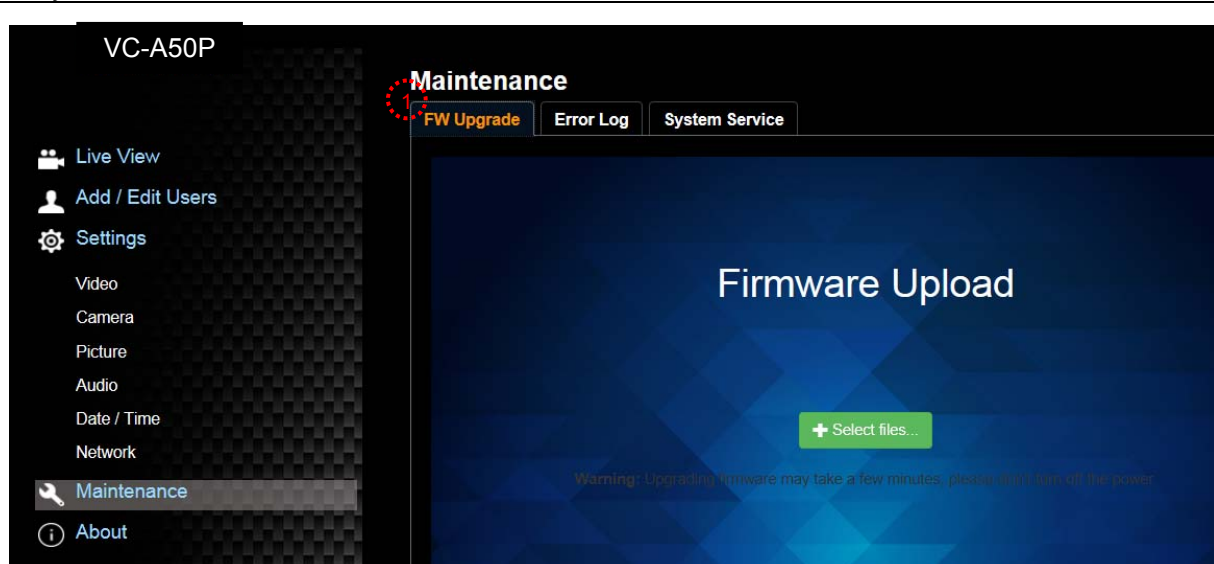 VC-A50P
Live View
Add / Edit Users
Settings
Video
Camera
Picture
Audio
Date / Time
Network
Maintenance
About
Maintenance
1
FW Upgrade Error Log System Service
Firmware Upload
+ Select files...
Warning: Upgrading firmware may take a few minutes, please don't turn off the power